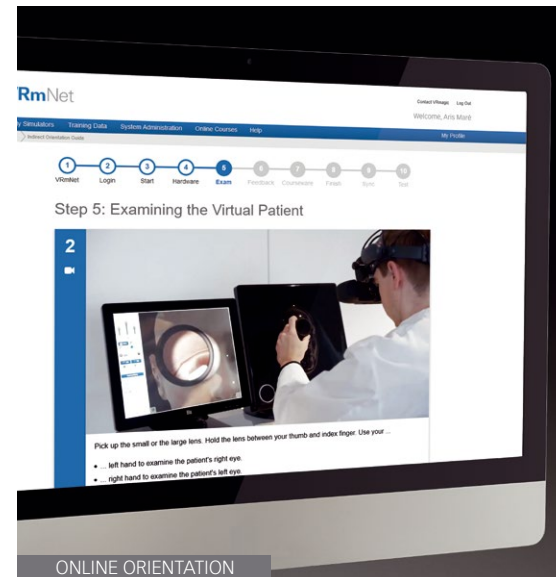 VRmNet
Contact VRmagic Log Out
Welcome, Aris Maré
My Simulators Training Data System Administration Online Courses Help My Profile
Indirect Orientation Guide
1 2 3 4 5 6 7 8 9 10
VRmNet Login Start Hardware Exam Feedback Courseware Finish Sync Test
Step 5: Examining the Virtual Patient
2
Pick up the small or the large lens. Hold the lens between your thumb and index finger. Use your ...
• ... left hand to examine the patient's right eye.
• ... right hand to examine the patient's left eye.
ONLINE ORIENTATION